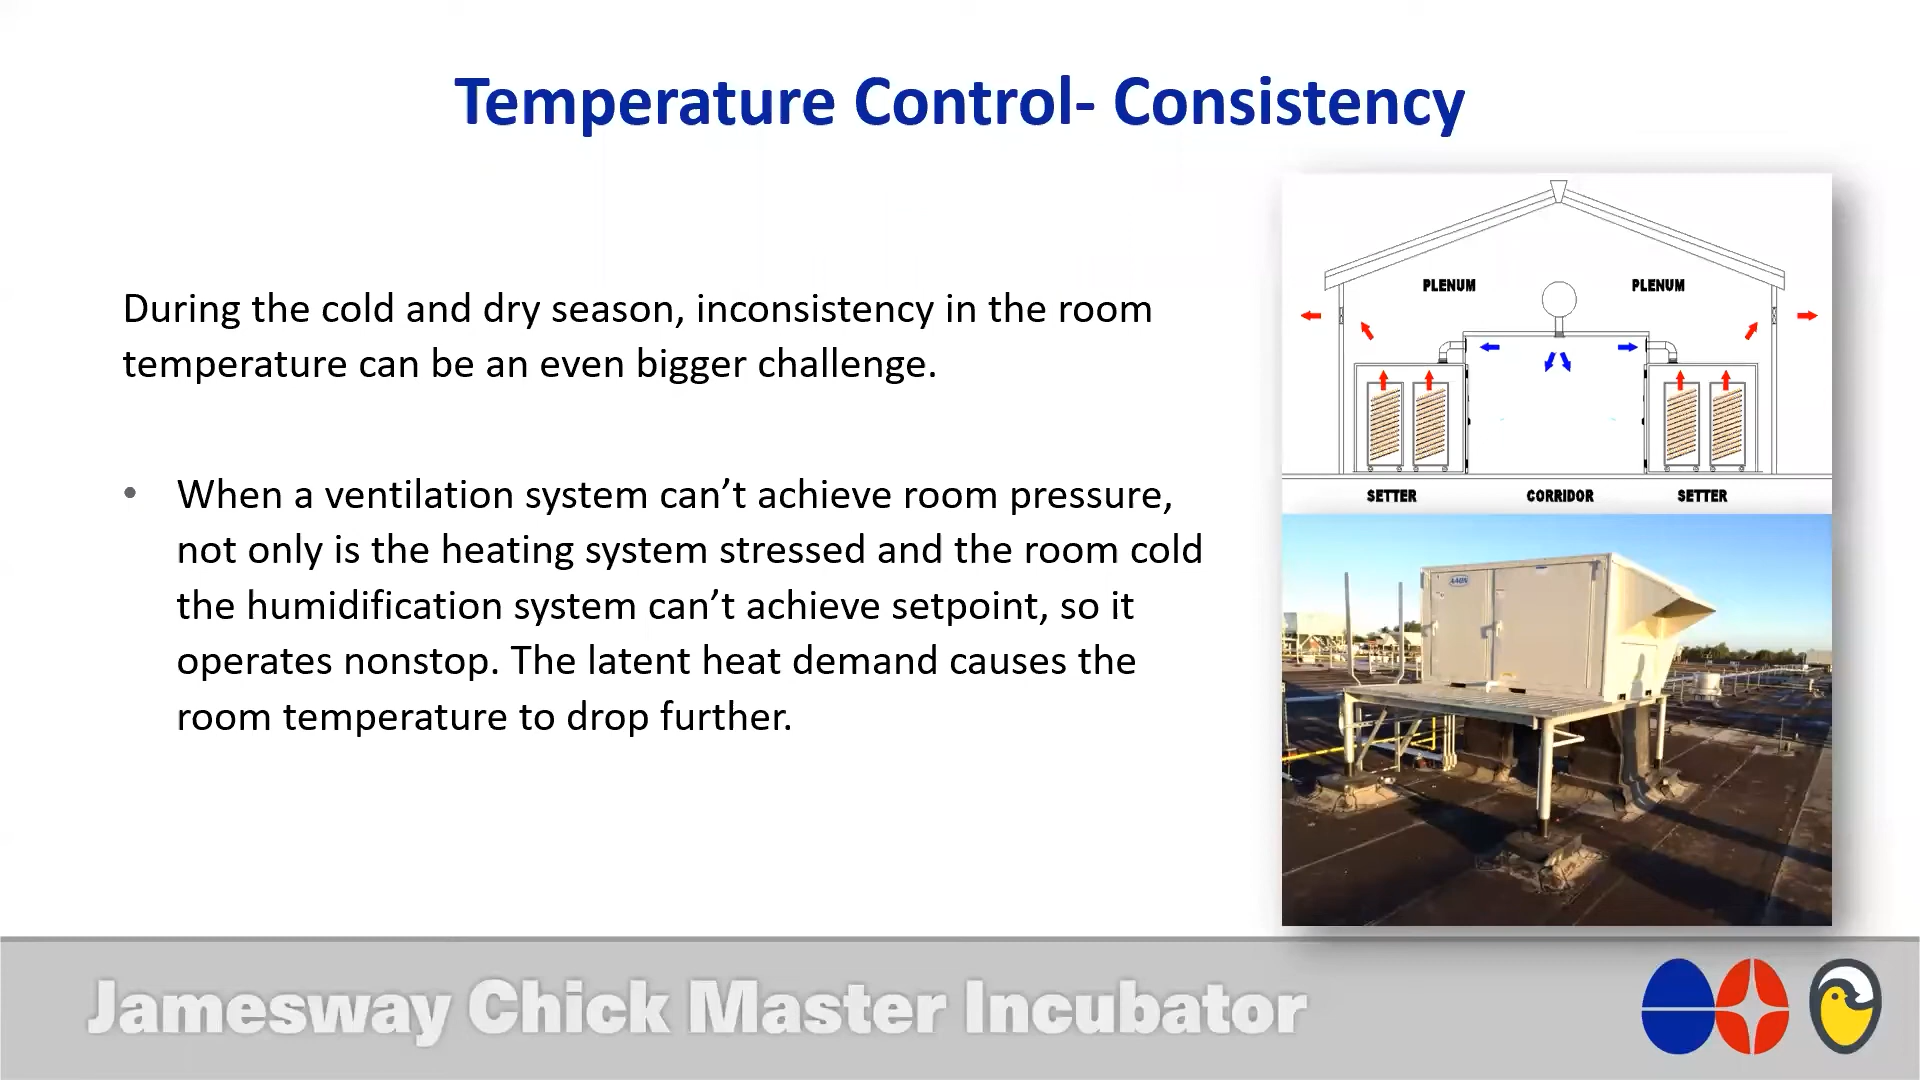 Temperature Control- Consistency
During the cold and dry season, inconsistency in the room
temperature can be an even bigger challenge.
• When a ventilation system can’t achieve room pressure,
not only is the heating system stressed and the room cold
the humidification system can’t achieve setpoint, so it
operates nonstop. The latent heat demand causes the
room temperature to drop further.
PLENUM PLENUM
SETTER CORRIDOR SETTER
AAON
Jamesway Chick Master Incubator